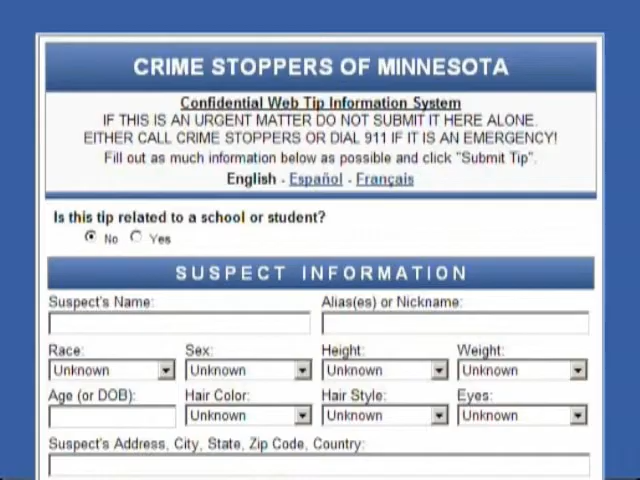 CRIME STOPPERS OF MINNESOTA
Confidential Web Tip Information System
IF THIS IS AN URGENT MATTER DO NOT SUBMIT IT HERE ALONE.
EITHER CALL CRIME STOPPERS OR DIAL 911 IF IT IS AN EMERGENCY!
Fill out as much information below as possible and click "Submit Tip".
English - Español - Français
Is this tip related to a school or student?
No Yes
SUSPECT INFORMATION
Suspect's Name: Alias(es) or Nickname:
Race: Sex: Height: Weight:
Unknown Unknown Unknown Unknown
Age (or DOB): Hair Color: Hair Style: Eyes:
Unknown Unknown Unknown
Suspect's Address, City, State, Zip Code, Country: